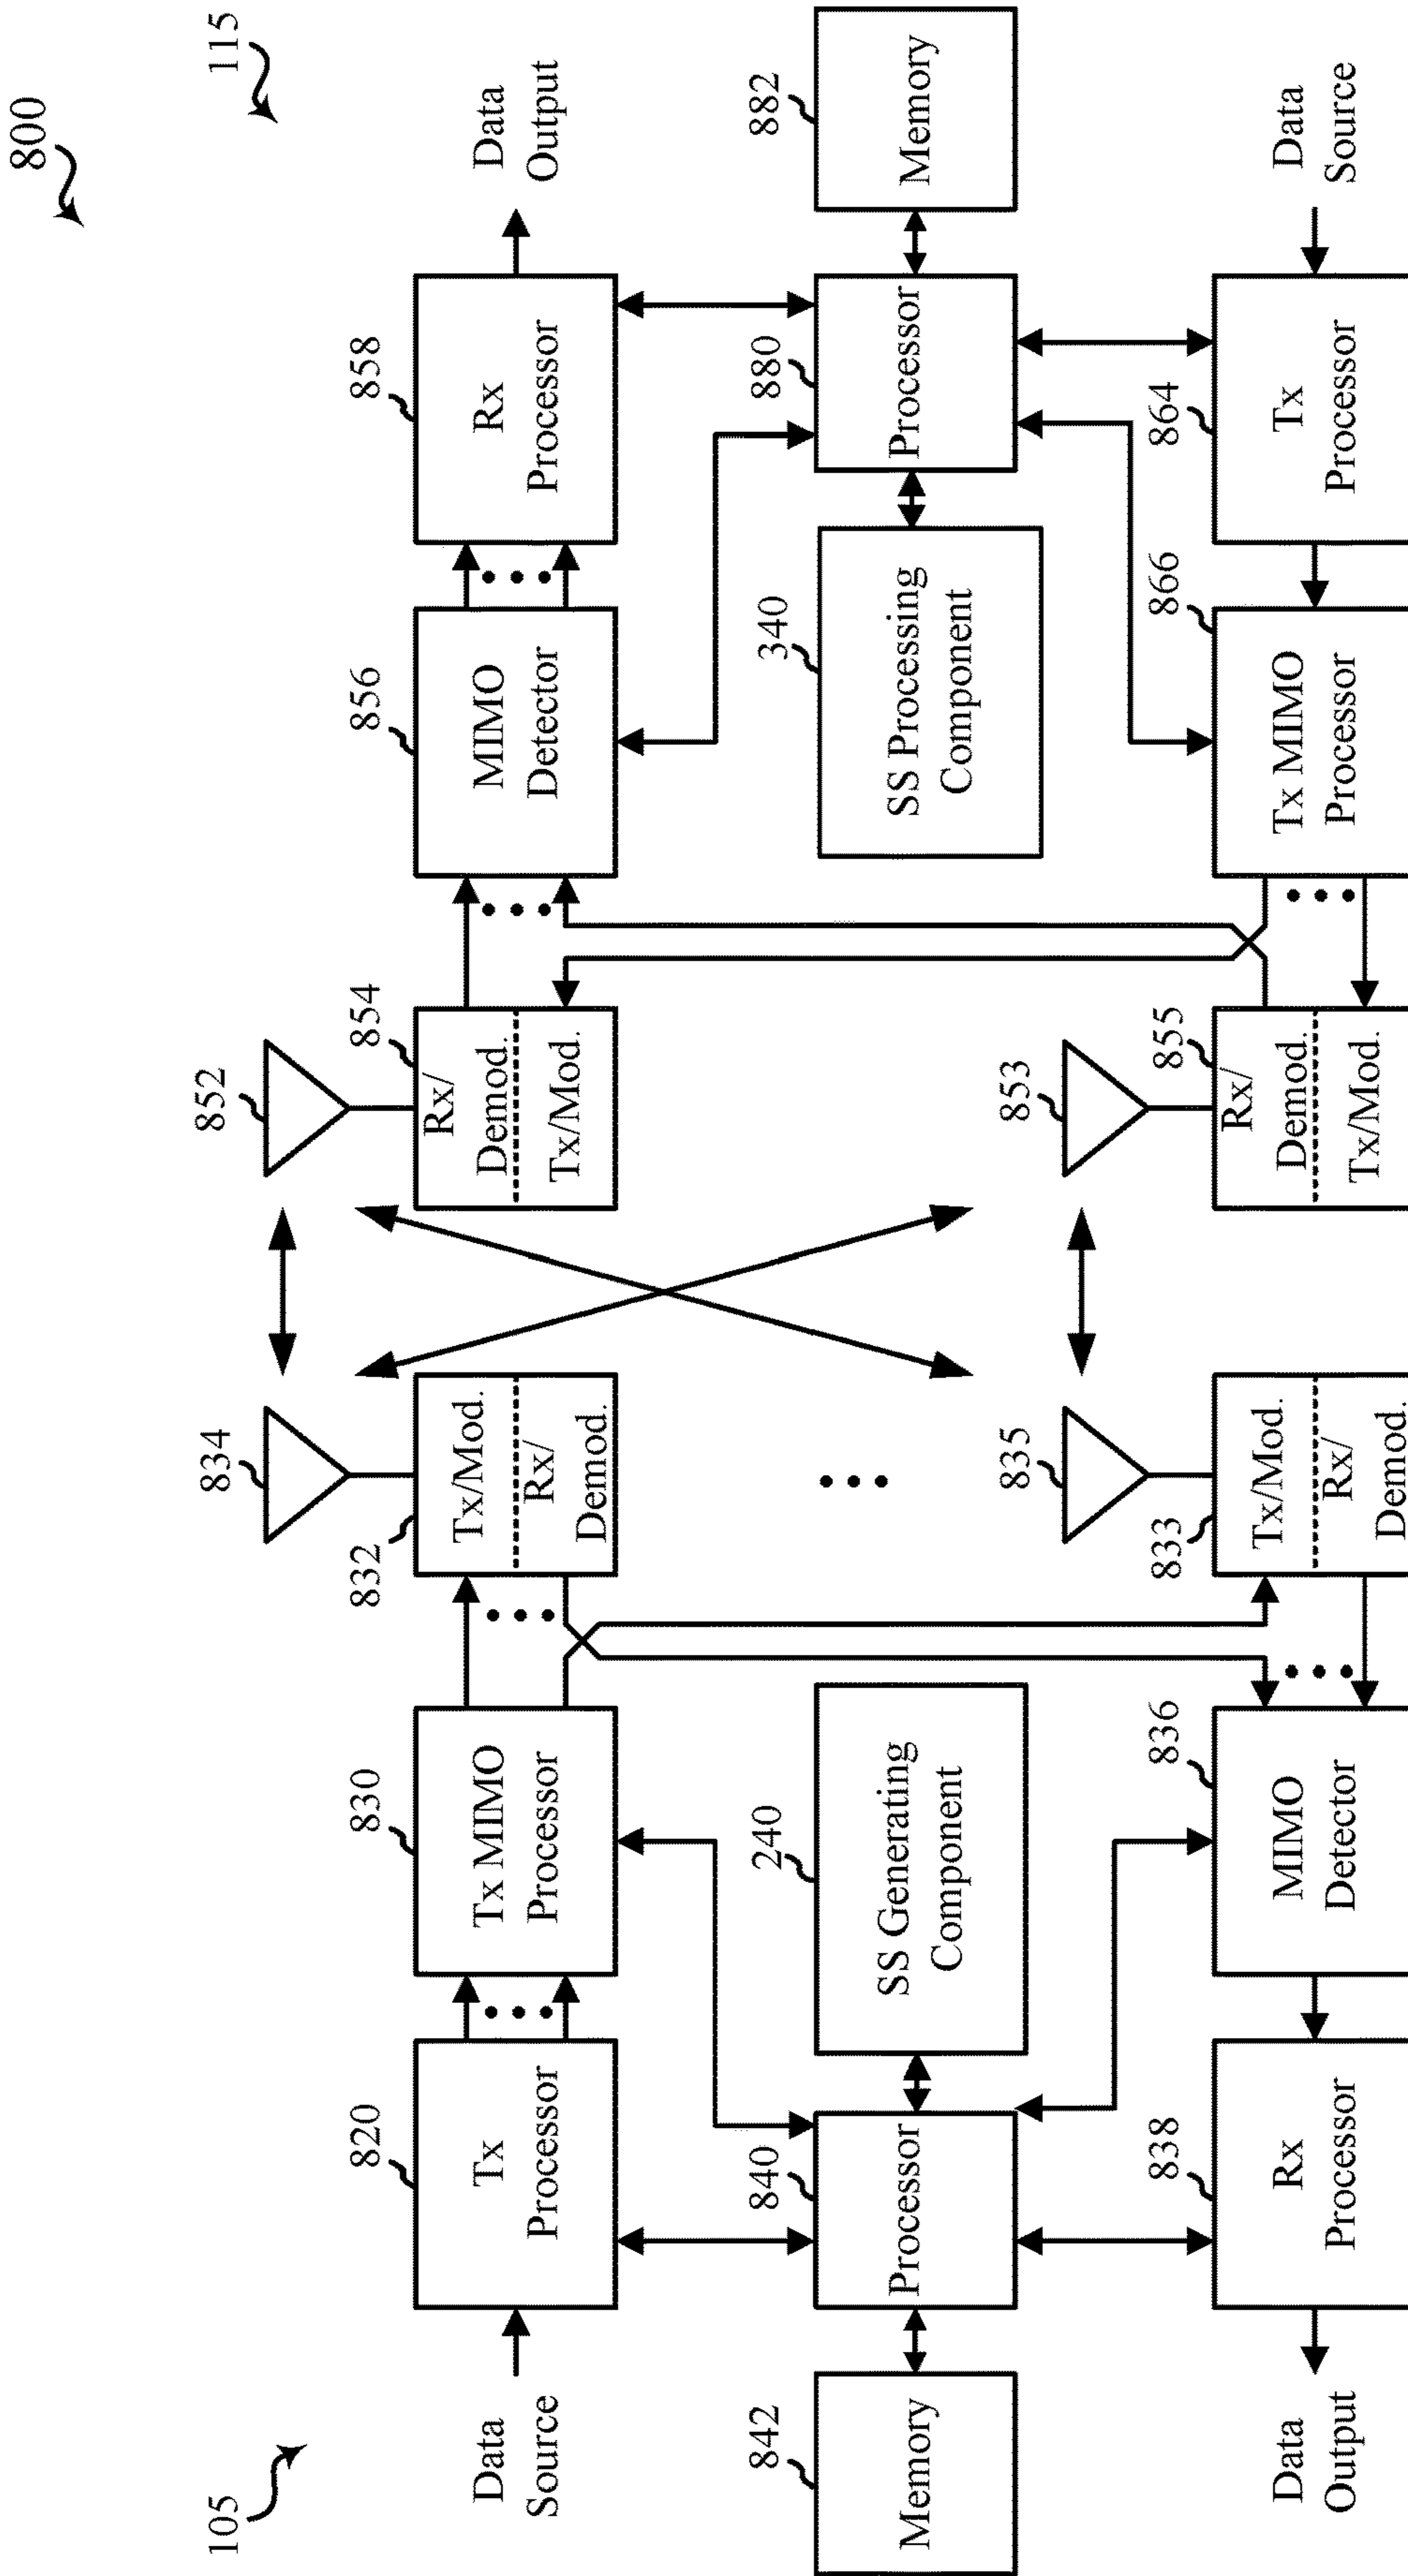 800
105
115
834
852
820
830
832
854
856
858
Data
Source
Tx
Processor
Tx MIMO
Processor
Tx/Mod.
Rx/
Demod.
Rx/
Demod.
Tx/Mod.
MIMO
Detector
Rx
Processor
Data
Output
842
840
240
340
880
882
Memory
Processor
SS Generating
Component
SS Processing
Component
Processor
Memory
835
853
838
836
833
855
866
864
Data
Output
Rx
Processor
MIMO
Detector
Tx/Mod.
Rx/
Demod.
Rx/
Demod.
Tx/Mod.
Tx MIMO
Processor
Tx
Processor
Data
Source